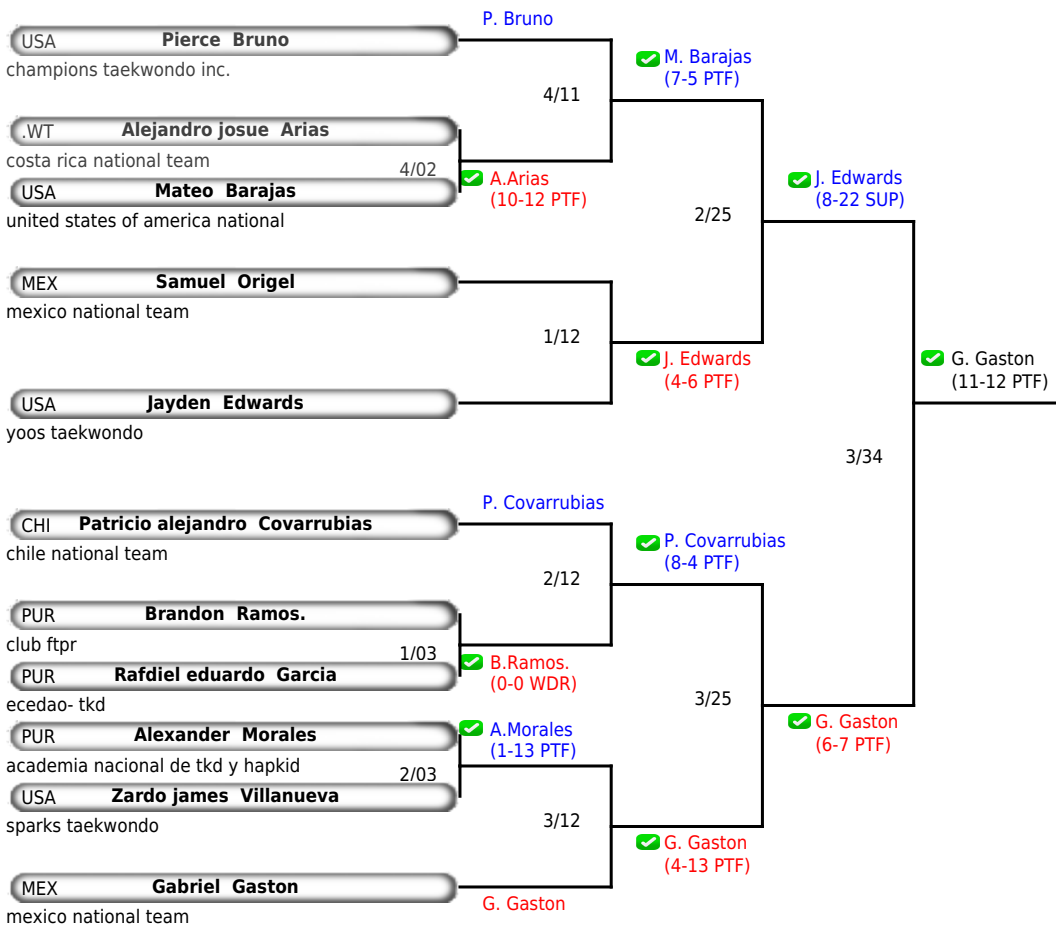 P. Bruno
USA Pierce Bruno
champions taekwondo inc.
M. Barajas
(7-5 PTF)
4/11
.WT Alejandro josue Arias
costa rica national team
4/02
A.Arias
(10-12 PTF)
USA Mateo Barajas
united states of america national
J. Edwards
(8-22 SUP)
2/25
MEX Samuel Origel
mexico national team
1/12
J. Edwards
(4-6 PTF)
G. Gaston
(11-12 PTF)
USA Jayden Edwards
yoos taekwondo
3/34
P. Covarrubias
CHI Patricio alejandro Covarrubias
chile national team
P. Covarrubias
(8-4 PTF)
2/12
PUR Brandon Ramos.
club ftpr
1/03
B.Ramos.
(0-0 WDR)
PUR Rafdiel eduardo Garcia
ecedao- tkd
3/25
G. Gaston
(6-7 PTF)
PUR Alexander Morales
academia nacional de tkd y hapkid
A.Morales
(1-13 PTF)
2/03
USA Zardo james Villanueva
sparks taekwondo
3/12
G. Gaston
(4-13 PTF)
MEX Gabriel Gaston
mexico national team
G. Gaston